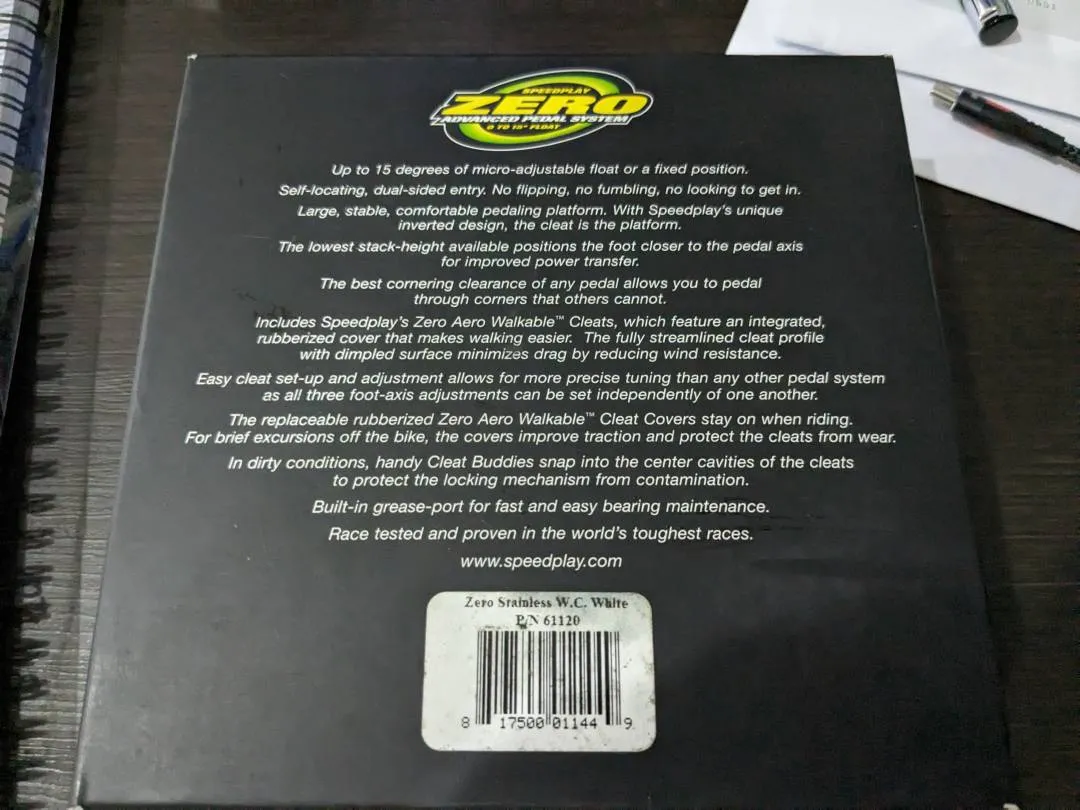 SPEEDPLAY
ZERO
ADVANCED PEDAL SYSTEM
0 TO 15° FLOAT
Up to 15 degrees of micro-adjustable float or a fixed position.
Self-locating, dual-sided entry. No flipping, no fumbling, no looking to get in.
Large, stable, comfortable pedaling platform. With Speedplay's unique
inverted design, the cleat is the platform.
The lowest stack-height available positions the foot closer to the pedal axis
for improved power transfer.
The best cornering clearance of any pedal allows you to pedal
through corners that others cannot.
Includes Speedplay's Zero Aero Walkable™ Cleats, which feature an integrated,
rubberized cover that makes walking easier. The fully streamlined cleat profile
with dimpled surface minimizes drag by reducing wind resistance.
Easy cleat set-up and adjustment allows for more precise tuning than any other pedal system
as all three foot-axis adjustments can be set independently of one another.
The replaceable rubberized Zero Aero Walkable™ Cleat Covers stay on when riding.
For brief excursions off the bike, the covers improve traction and protect the cleats from wear.
In dirty conditions, handy Cleat Buddies snap into the center cavities of the cleats
to protect the locking mechanism from contamination.
Built-in grease-port for fast and easy bearing maintenance.
Race tested and proven in the world's toughest races.
www.speedplay.com
Zero Stainless W.C. White
P/N 61120
8 17500 01144 9